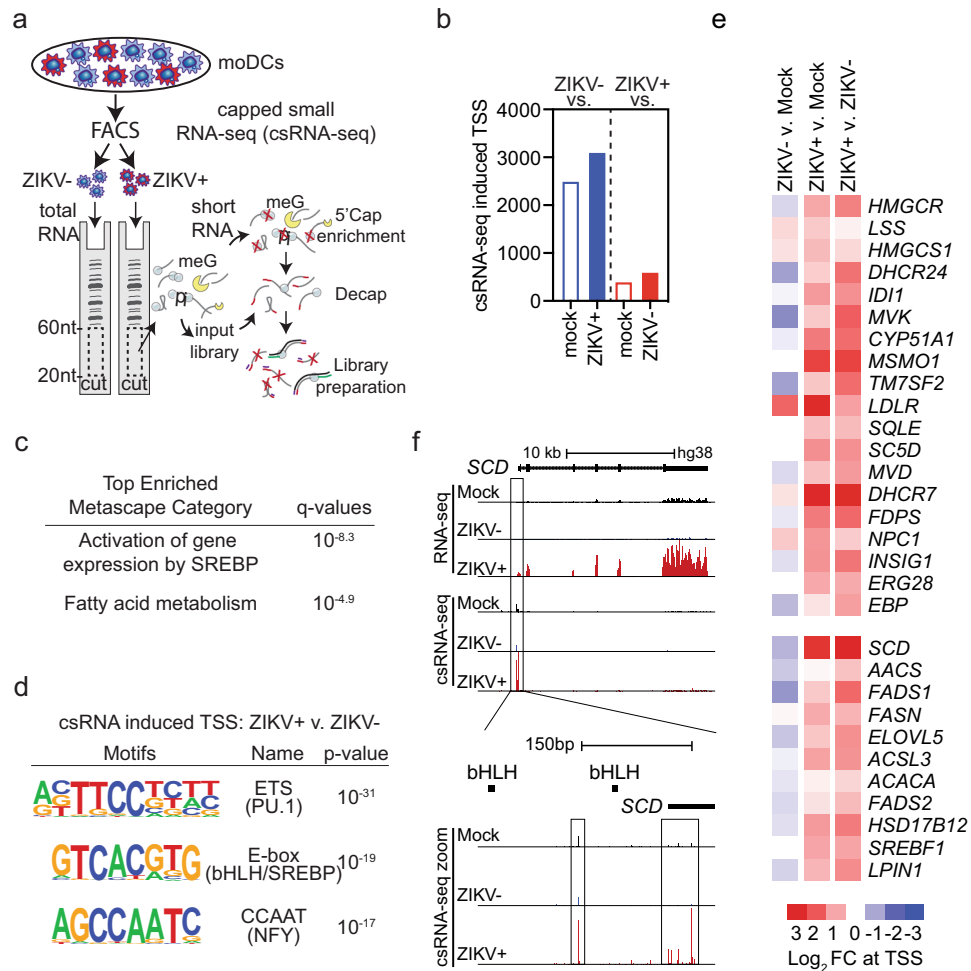 a
moDCs
FACS
capped small
RNA-seq (csRNA-seq)
ZIKV-
ZIKV+
total
RNA
short
RNA
meG
5'Cap
enrichment
meG
Decap
input
library
Library
preparation
60nt-
20nt-
cut
cut
b
ZIKV-
vs.
ZIKV+
vs.
csRNA-seq induced TSS
4000
3000
2000
1000
0
mock
ZIKV+
mock
ZIKV-
c
Top Enriched
Metascape Category
q-values
Activation of gene
expression by SREBP
10-8.3
Fatty acid metabolism
10-4.9
d
csRNA induced TSS: ZIKV+ v. ZIKV-
Motifs
Name
p-value
ETS
(PU.1)
10-31
GTCACGTG
E-box
(bHLH/SREBP)
10-19
AGCCAATC
CCAAT
(NFY)
10-17
e
ZIKV- v. Mock
ZIKV+ v. Mock
ZIKV+ v. ZIKV-
HMGCR
LSS
HMGCS1
DHCR24
IDI1
MVK
CYP51A1
MSMO1
TM7SF2
LDLR
SQLE
SC5D
MVD
DHCR7
FDPS
NPC1
INSIG1
ERG28
EBP
SCD
AACS
FADS1
FASN
ELOVL5
ACSL3
ACACA
FADS2
HSD17B12
SREBF1
LPIN1
3 2 1 0 -1 -2 -3
Log2 FC at TSS
f
10 kb
hg38
SCD
RNA-seq
Mock
ZIKV-
ZIKV+
csRNA-seq
Mock
ZIKV-
ZIKV+
150bp
bHLH
bHLH
SCD
csRNA-seq zoom
Mock
ZIKV-
ZIKV+